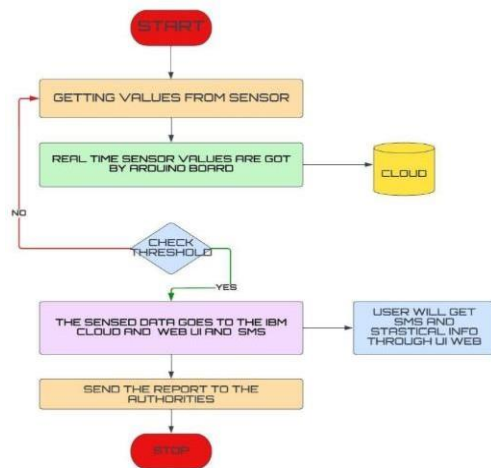 START
GETTING VALUES FROM SENSOR
REAL TIME SENSOR VALUES ARE GOT
BY ARDUINO BOARD
CLOUD
NO
CHECK
THRESHOLD
YES
THE SENSED DATA GOES TO THE IBM
CLOUD AND WEB UI AND SMS
USER WILL GET
SMS AND
STASTICAL INFO
THROUGH UI WEB
SEND THE REPORT TO THE
AUTHORITIES
STOP